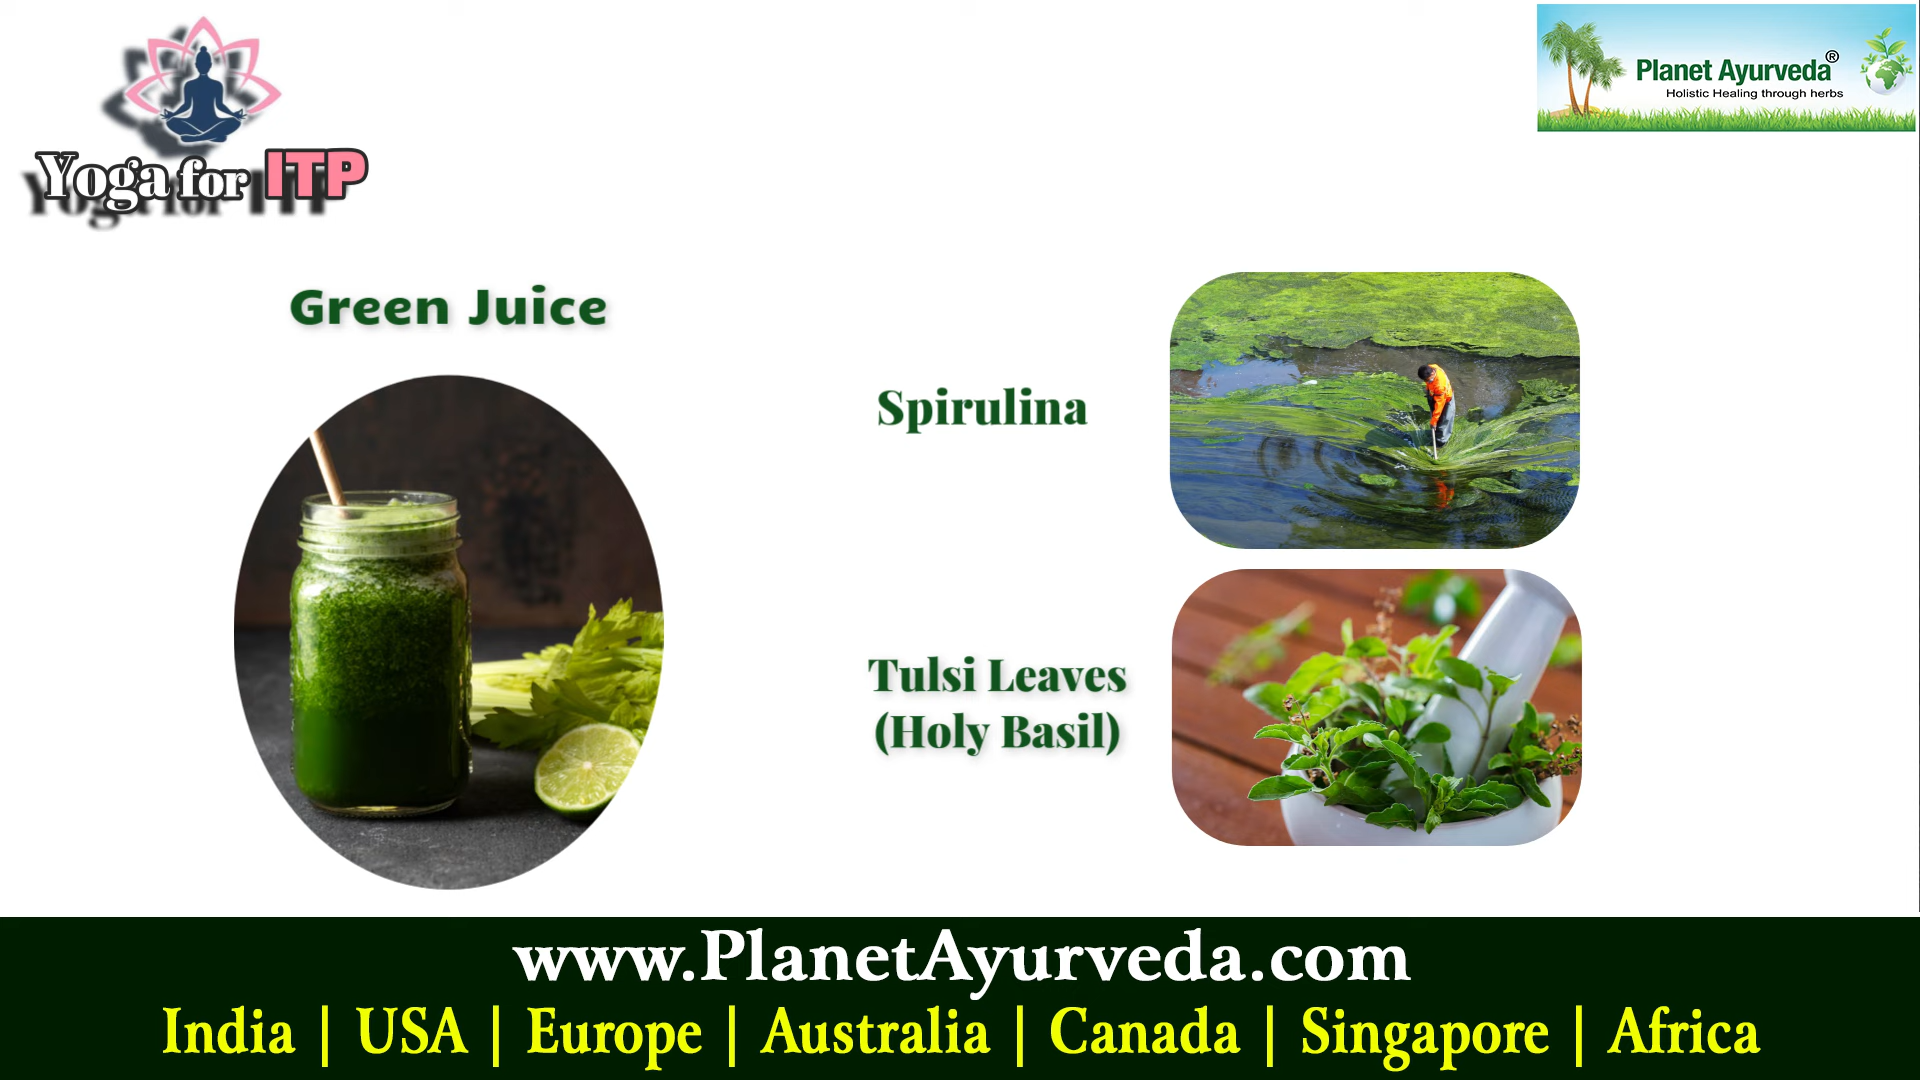 Yoga for ITP
Planet Ayurveda®
Holistic Healing through herbs
Green Juice
Spirulina
Tulsi Leaves
(Holy Basil)
www.PlanetAyurveda.com
India | USA | Europe | Australia | Canada | Singapore | Africa